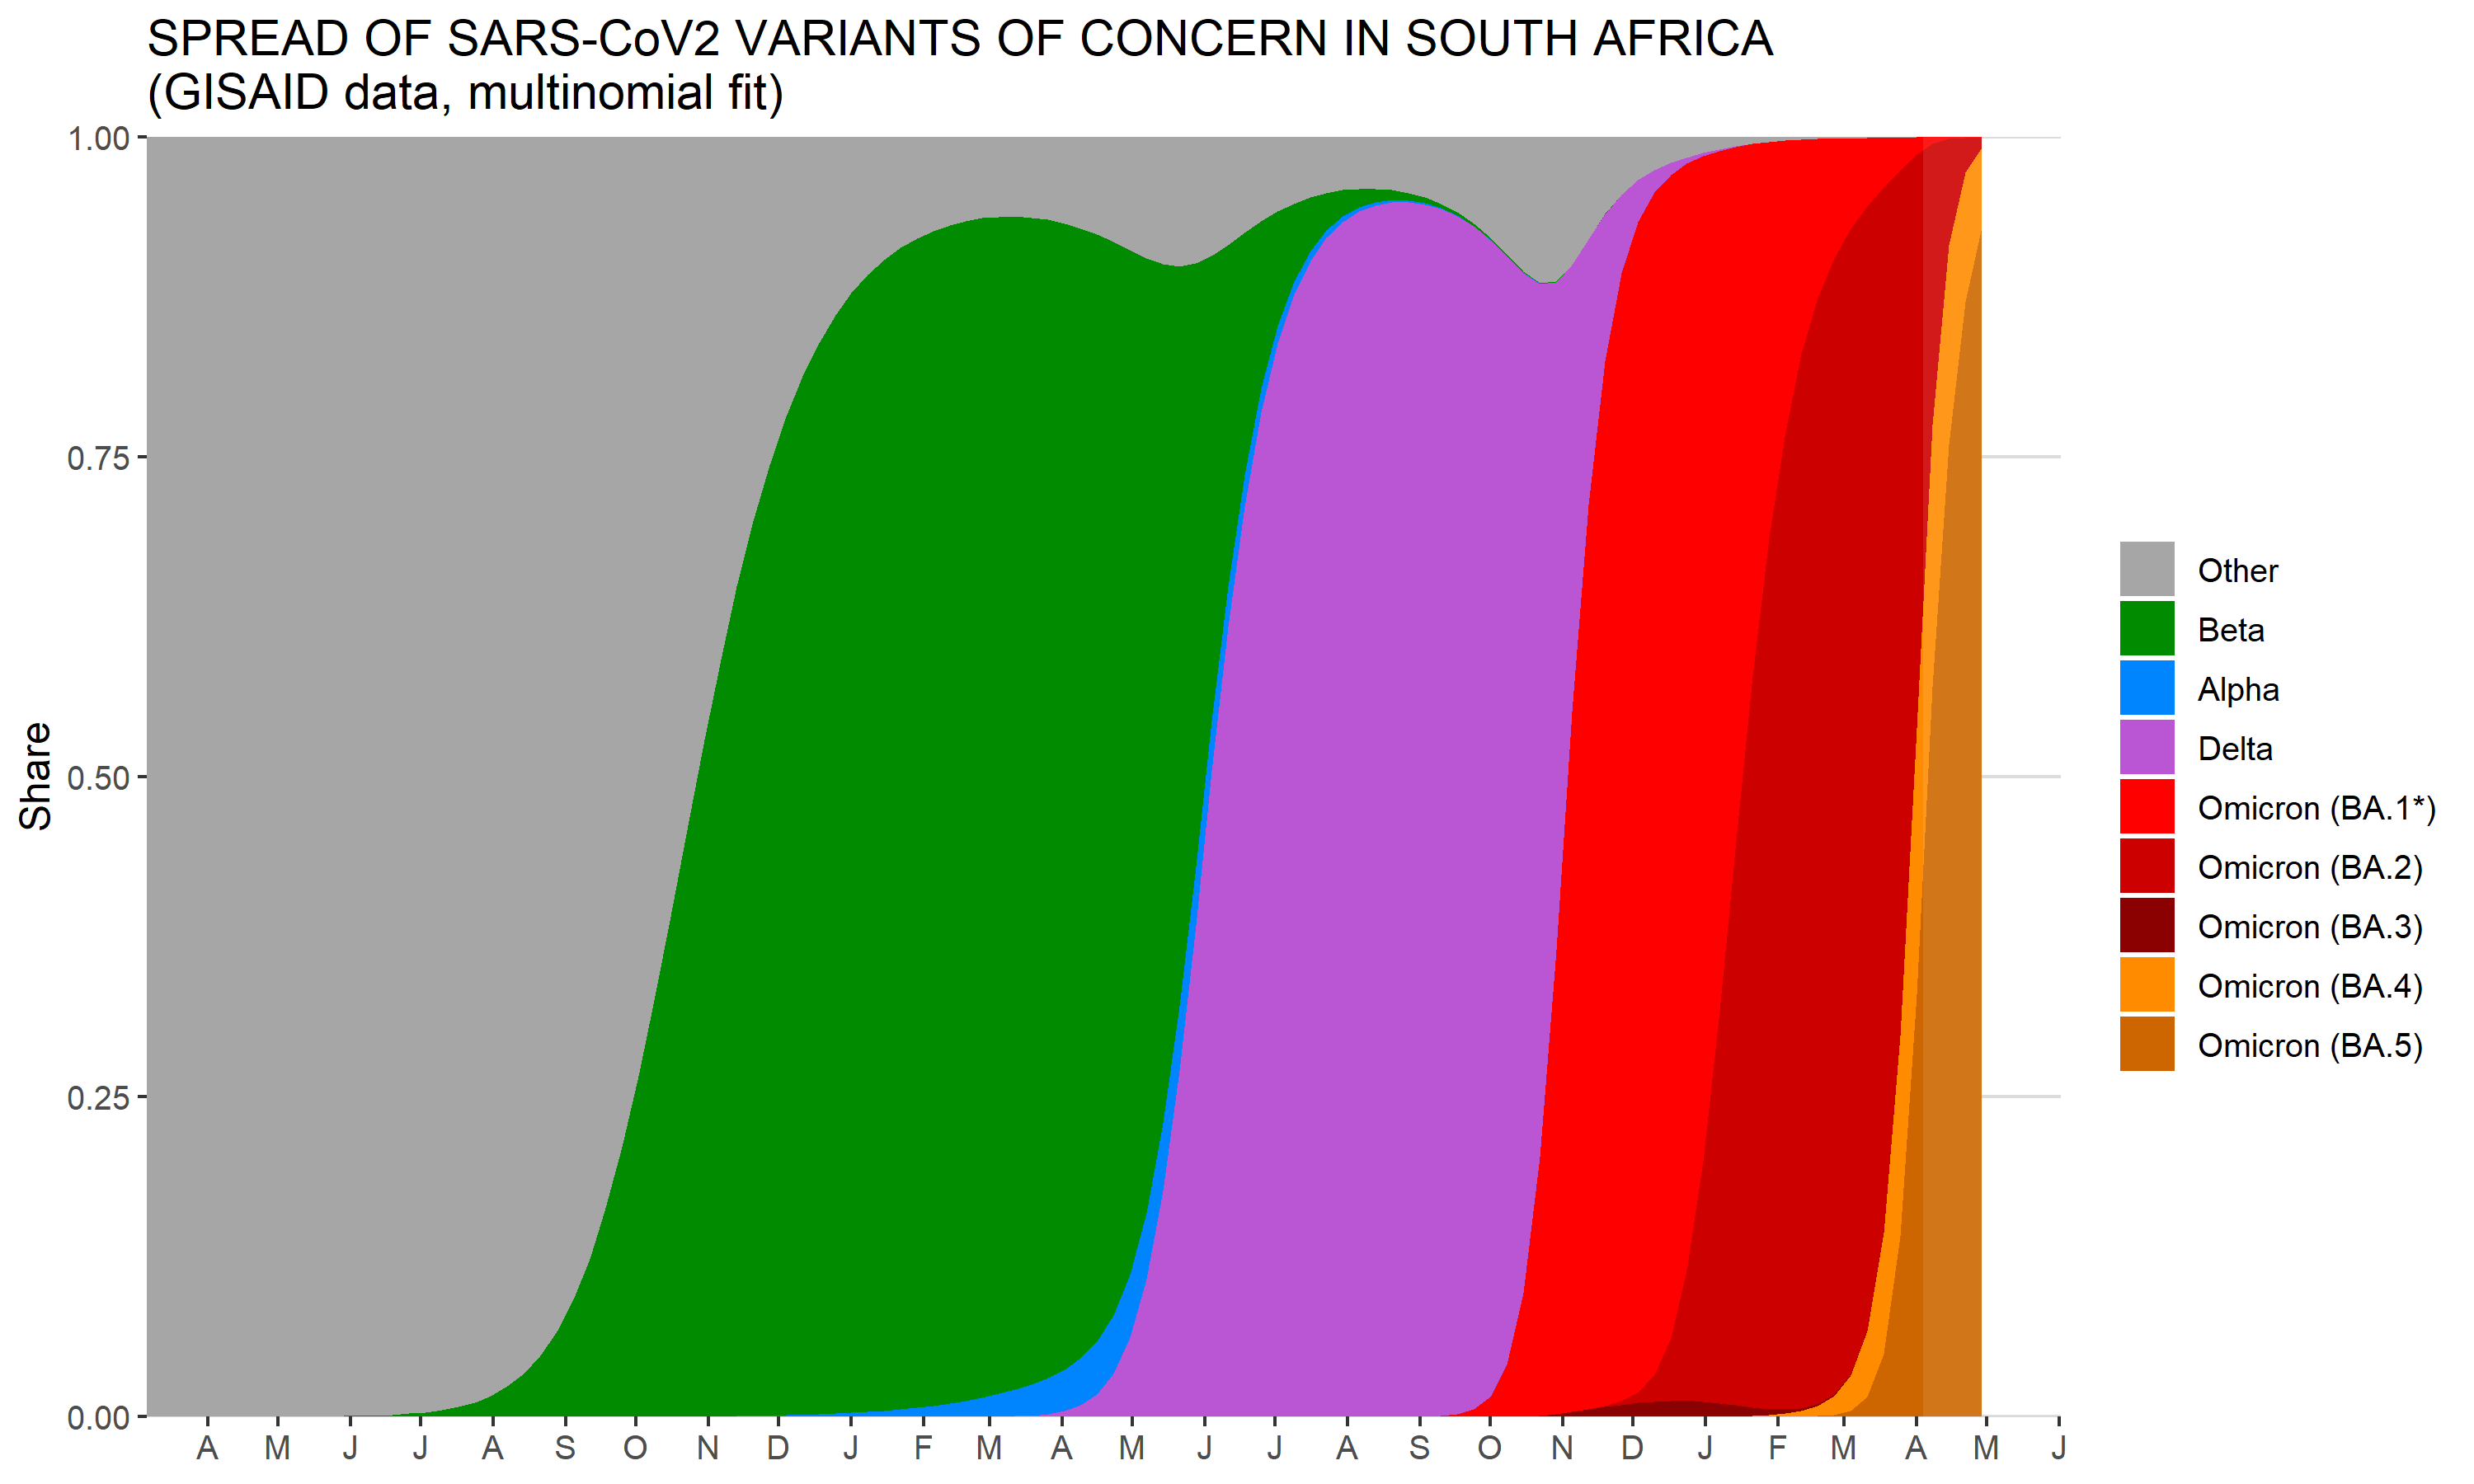 SPREAD OF SARS-CoV2 VARIANTS OF CONCERN IN SOUTH AFRICA
(GISAID data, multinomial fit)
1.00
0.75
0.50
0.25
0.00
Share
A M J J A S O N D J F M A M J J A S O N D J F M A M J
Other
Beta
Alpha
Delta
Omicron (BA.1*)
Omicron (BA.2)
Omicron (BA.3)
Omicron (BA.4)
Omicron (BA.5)